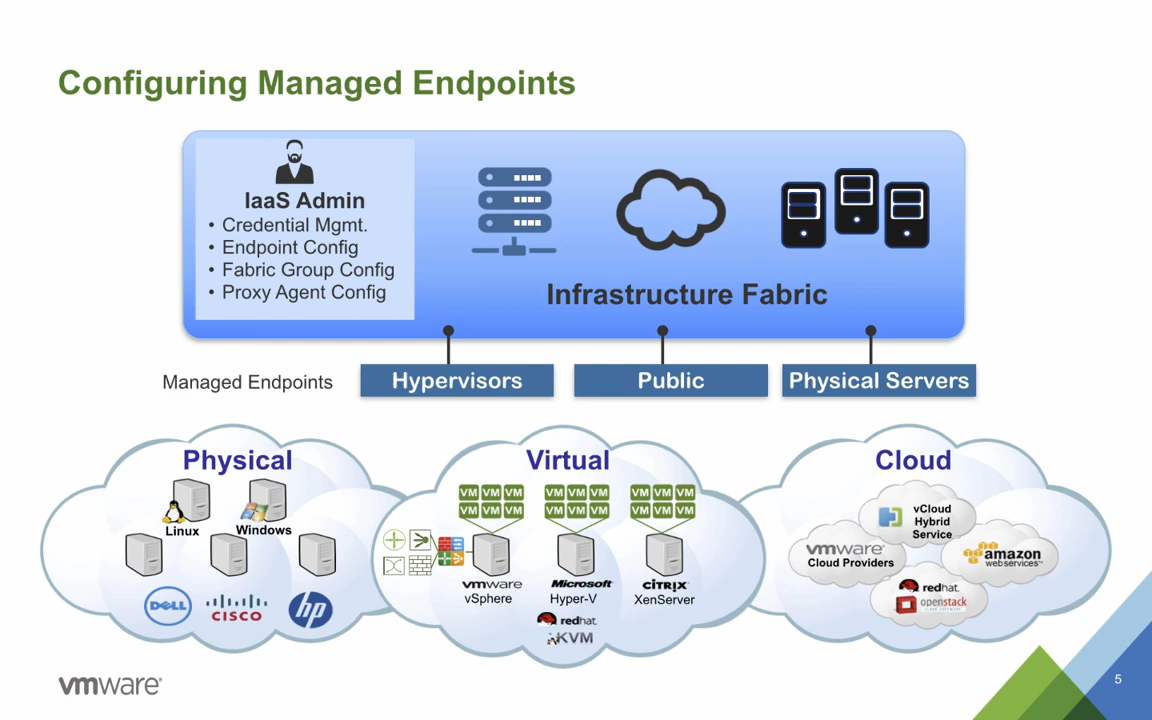 Configuring Managed Endpoints
IaaS Admin
• Credential Mgmt.
• Endpoint Config
• Fabric Group Config
• Proxy Agent Config
Infrastructure Fabric
Managed Endpoints
Hypervisors
Public
Physical Servers
Physical
Linux
Windows
DELL
CISCO
hp
Virtual
VM VM VM
VM VM VM
VM VM VM
VM VM VM
VM VM VM
VM VM VM
vmware
vSphere
Microsoft
Hyper-V
CITRIX
XenServer
redhat.
KVM
Cloud
vCloud
Hybrid
Service
vmware
Cloud Providers
amazon
webservices™
redhat.
openstack
CLOUD SOFTWARE
vmware
5